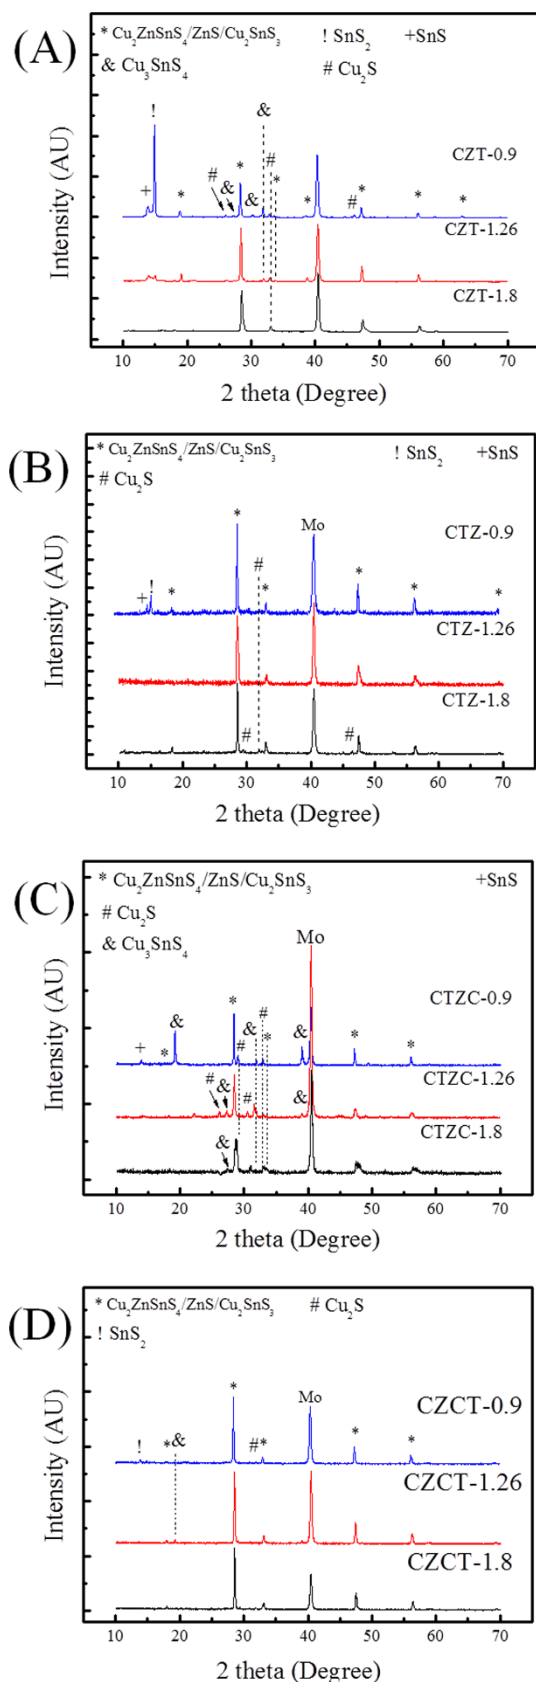 (A)
* Cu₂ZnSnS₄/ZnS/Cu₂SnS₃ ! SnS₂ +SnS
& Cu₃SnS₄ # Cu₂S
!
&
#
*
CZT-0.9
+ * # & & * * # * * *
CZT-1.26
CZT-1.8
Intensity (AU)
10 20 30 40 50 60 70
2 theta (Degree)
(B)
* Cu₂ZnSnS₄/ZnS/Cu₂SnS₃ ! SnS₂ +SnS
# Cu₂S
* Mo
CTZ-0.9
#
+ ! * * * * *
CTZ-1.26
CTZ-1.8
# #
Intensity (AU)
10 20 30 40 50 60 70
2 theta (Degree)
(C)
* Cu₂ZnSnS₄/ZnS/Cu₂SnS₃ +SnS
# Cu₂S
& Cu₃SnS₄
Mo
CTZC-0.9
& * & # * &
+ * # * *
CTZC-1.26
# & # &
CTZC-1.8
&
Intensity (AU)
10 20 30 40 50 60 70
2 theta (Degree)
(D)
* Cu₂ZnSnS₄/ZnS/Cu₂SnS₃ # Cu₂S
! SnS₂
* Mo
CZCT-0.9
! * & # * * *
CZCT-1.26
CZCT-1.8
Intensity (AU)
10 20 30 40 50 60 70
2 theta (Degree)